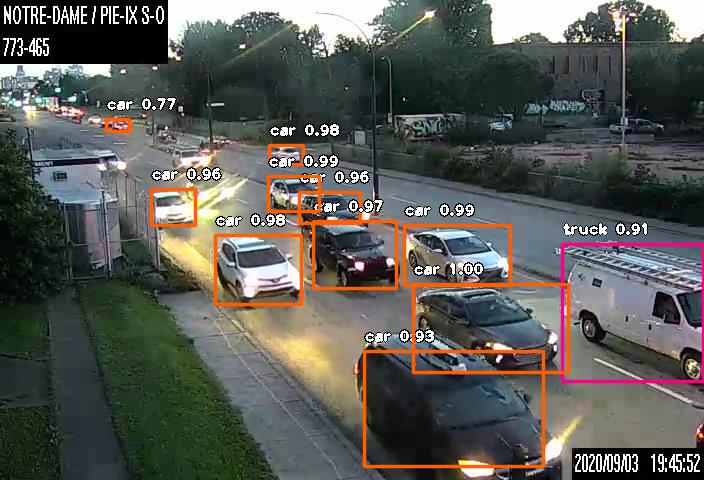 NOTRE-DAME / PIE-IX S-O
773-465
car 0.77
car 0.98
car 0.99
car 0.96
car 0.96
car 0.97
car 0.98
car 0.99
truck 0.91
car 1.00
car 0.93
2020/09/03 19:45:52